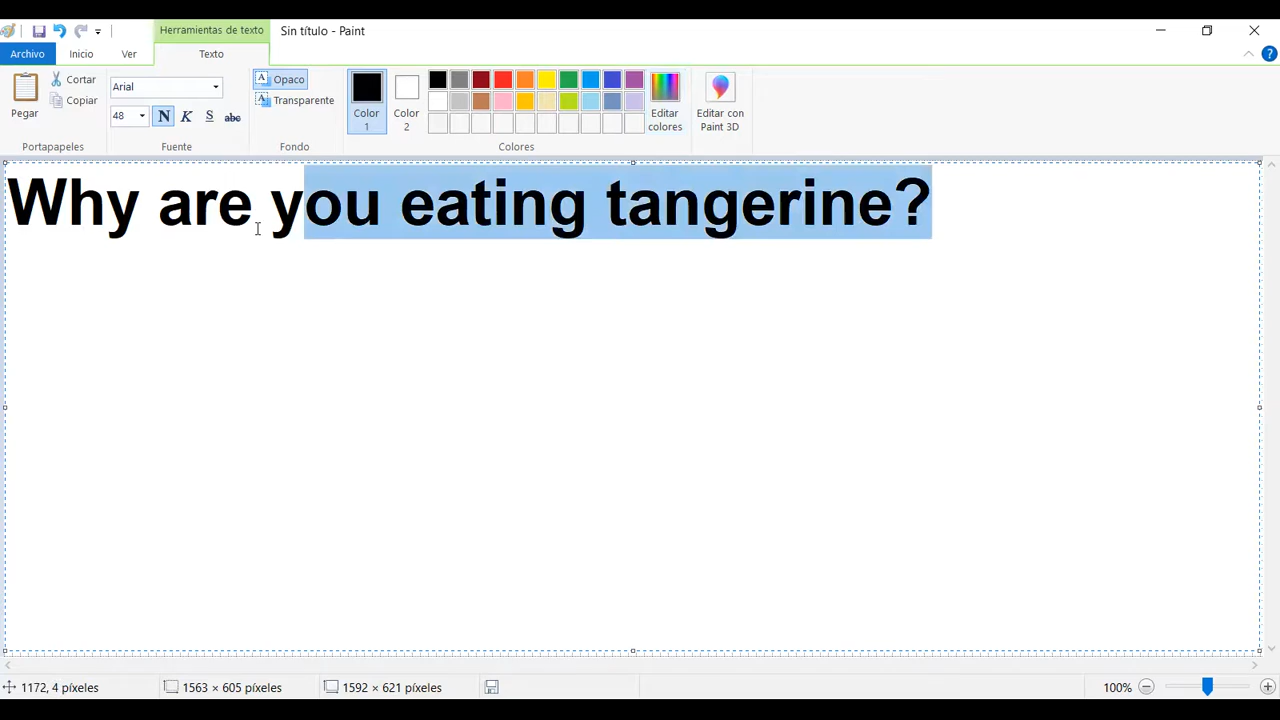 Herramientas de texto Sin título - Paint
Archivo Inicio Ver Texto
Pegar Cortar Copiar
Arial
48 N K S abc
Opaco
Transparente
Color 1
Color 2
Editar colores
Editar con Paint 3D
Portapapeles Fuente Fondo Colores
Why are you eating tangerine?
1172, 4 píxeles 1563 × 605 píxeles 1592 × 621 píxeles 100%